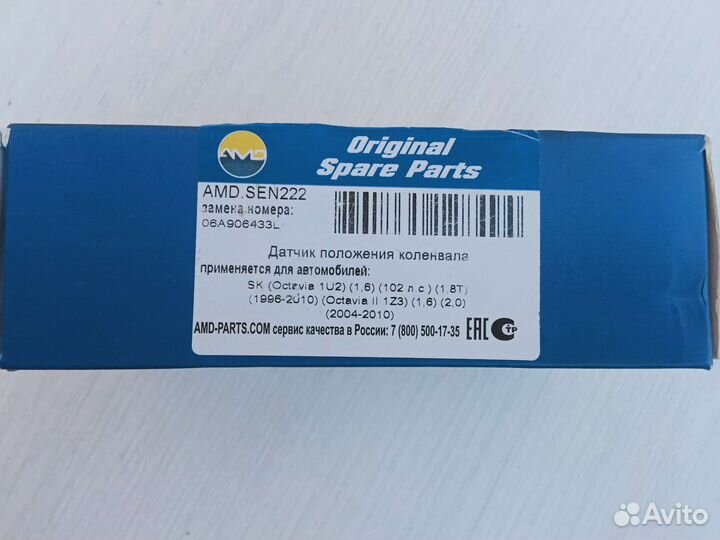 AMD
Original
Spare Parts
AMD.SEN222
замена номера:
06A906433L
Датчик положения коленвала
применяется для автомобилей:
SK (Octavia 1U2) (1,6) (102 л.с.) (1,8T)
(1996-2010) (Octavia II 1Z3) (1,6) (2,0)
(2004-2010)
AMD-PARTS.COM сервис качества в России: 7 (800) 500-17-35 EAC СТР
Avito